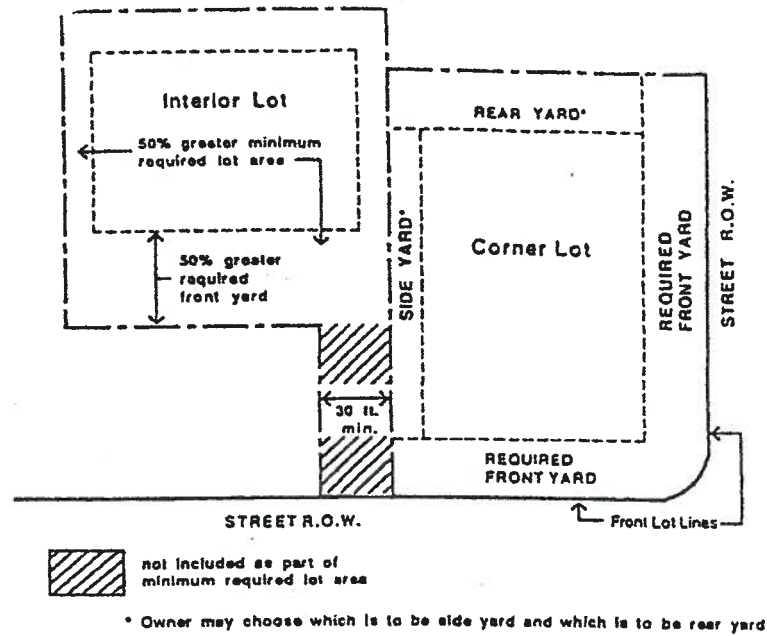 Interior Lot
50% greater minimum
required lot area
50% greater
required
front yard
30 ft.
min.
REAR YARD*
SIDE YARD*
Corner Lot
REQUIRED
FRONT YARD
STREET R.O.W.
REQUIRED
FRONT YARD
STREET R.O.W.
Front Lot Lines
not included as part of
minimum required lot area
* Owner may choose which is to be side yard and which is to be rear yard